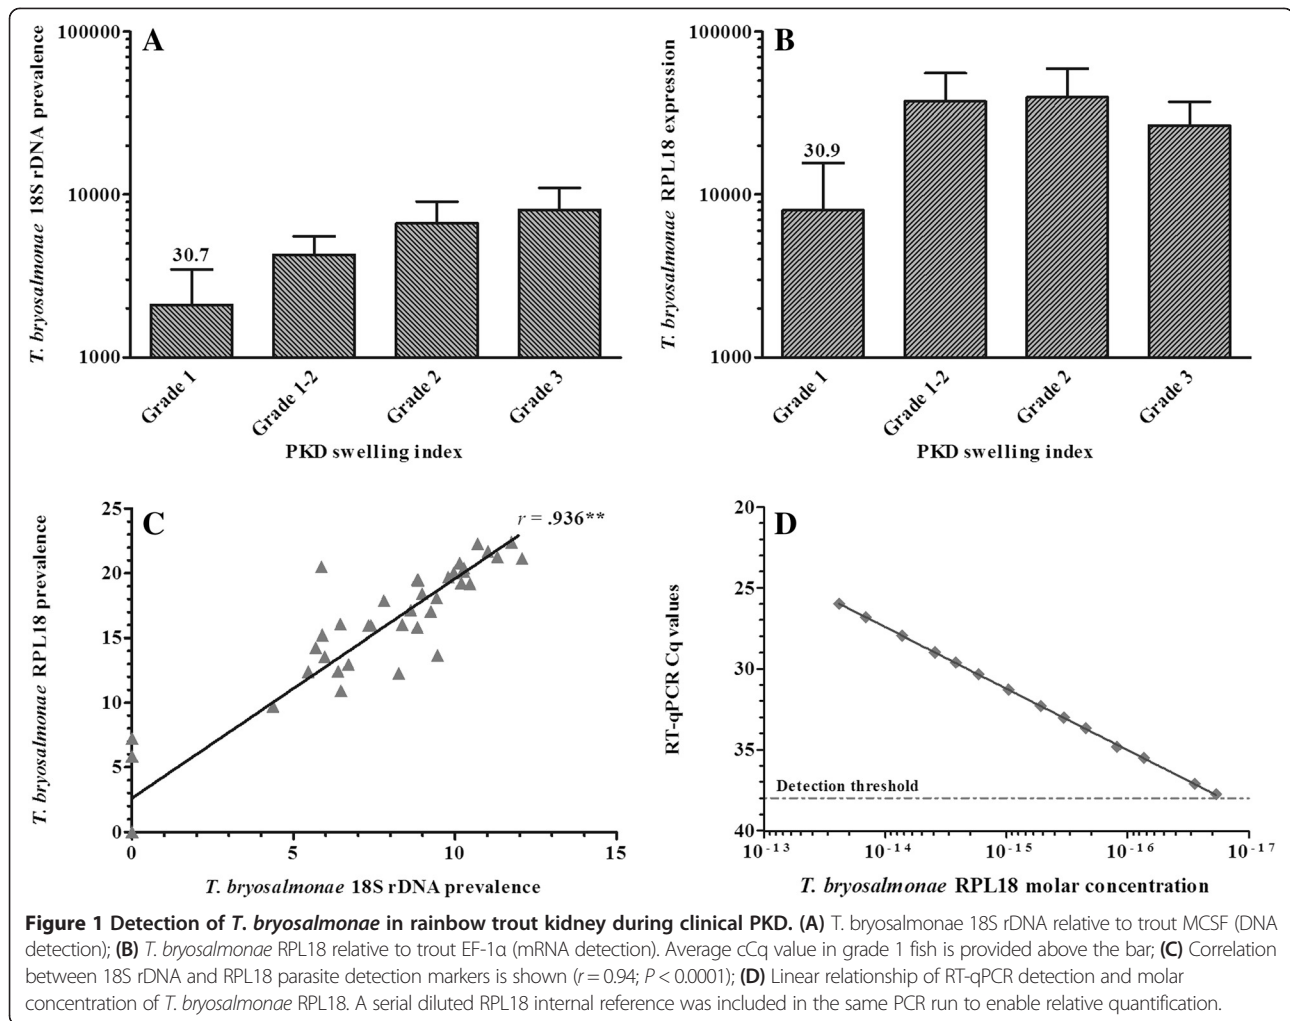 A
T. bryosalmonae 18S rDNA prevalence
100000
10000
1000
30.7
Grade 1
Grade 1-2
Grade 2
Grade 3
PKD swelling index
B
T. bryosalmonae RPL18 expression
100000
10000
1000
30.9
Grade 1
Grade 1-2
Grade 2
Grade 3
PKD swelling index
C
T. bryosalmonae RPL18 prevalence
25
20
15
10
5
0
r = .936**
0
5
10
15
T. bryosalmonae 18S rDNA prevalence
D
RT-qPCR Cq values
20
25
30
35
40
Detection threshold
10-13
10-14
10-15
10-16
10-17
T. bryosalmonae RPL18 molar concentration
Figure 1 Detection of T. bryosalmonae in rainbow trout kidney during clinical PKD. (A) T. bryosalmonae 18S rDNA relative to trout MCSF (DNA
detection); (B) T. bryosalmonae RPL18 relative to trout EF-1α (mRNA detection). Average cCq value in grade 1 fish is provided above the bar; (C) Correlation
between 18S rDNA and RPL18 parasite detection markers is shown (r = 0.94; P < 0.0001); (D) Linear relationship of RT-qPCR detection and molar
concentration of T. bryosalmonae RPL18. A serial diluted RPL18 internal reference was included in the same PCR run to enable relative quantification.